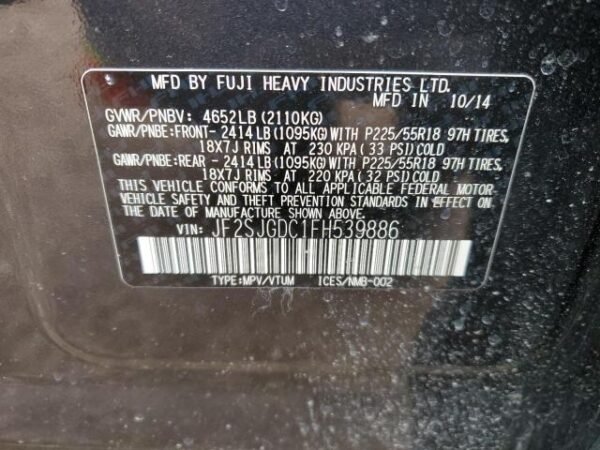 MFD BY FUJI HEAVY INDUSTRIES LTD.
MFD IN 10/14
GVWR/PNBV: 4652LB (2110KG)
GAWR/PNBE:FRONT- 2414LB(1095KG)WITH P225/55R18 97H TIRES,
18X7J RIMS AT 230 KPA( 33 PSI)COLD
GAWR/PNBE:REAR- 2414LB(1095KG)WITH P225/55R18 97H TIRES,
18X7J RIMS AT 220 KPA( 32 PSI)COLD
THIS VEHICLE CONFORMS TO ALL APPLICABLE FEDERAL MOTOR
VEHICLE SAFETY AND THEFT PREVENTION STANDARDS IN EFFECT ON
THE DATE OF MANUFACTURE SHOWN ABOVE.
VIN: JF2SJGDC1FH539886
TYPE:MPV/VTUM ICES/NMB-002